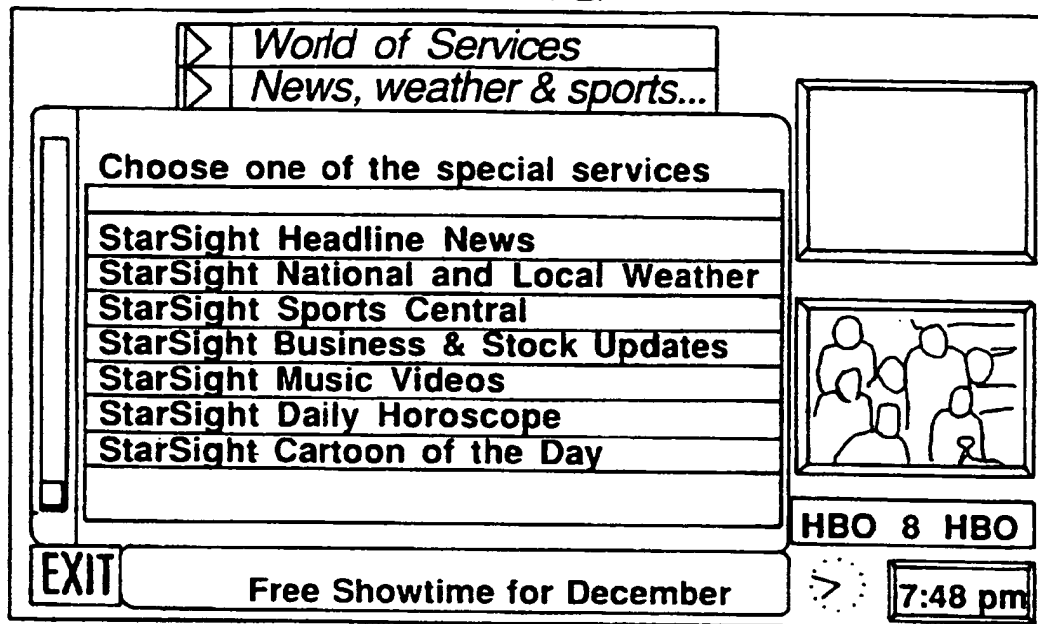 World of Services
News, weather & sports...
Choose one of the special services
StarSight Headline News
StarSight National and Local Weather
StarSight Sports Central
StarSight Business & Stock Updates
StarSight Music Videos
StarSight Daily Horoscope
StarSight Cartoon of the Day
HBO 8 HBO
EXIT
Free Showtime for December
7:48 pm